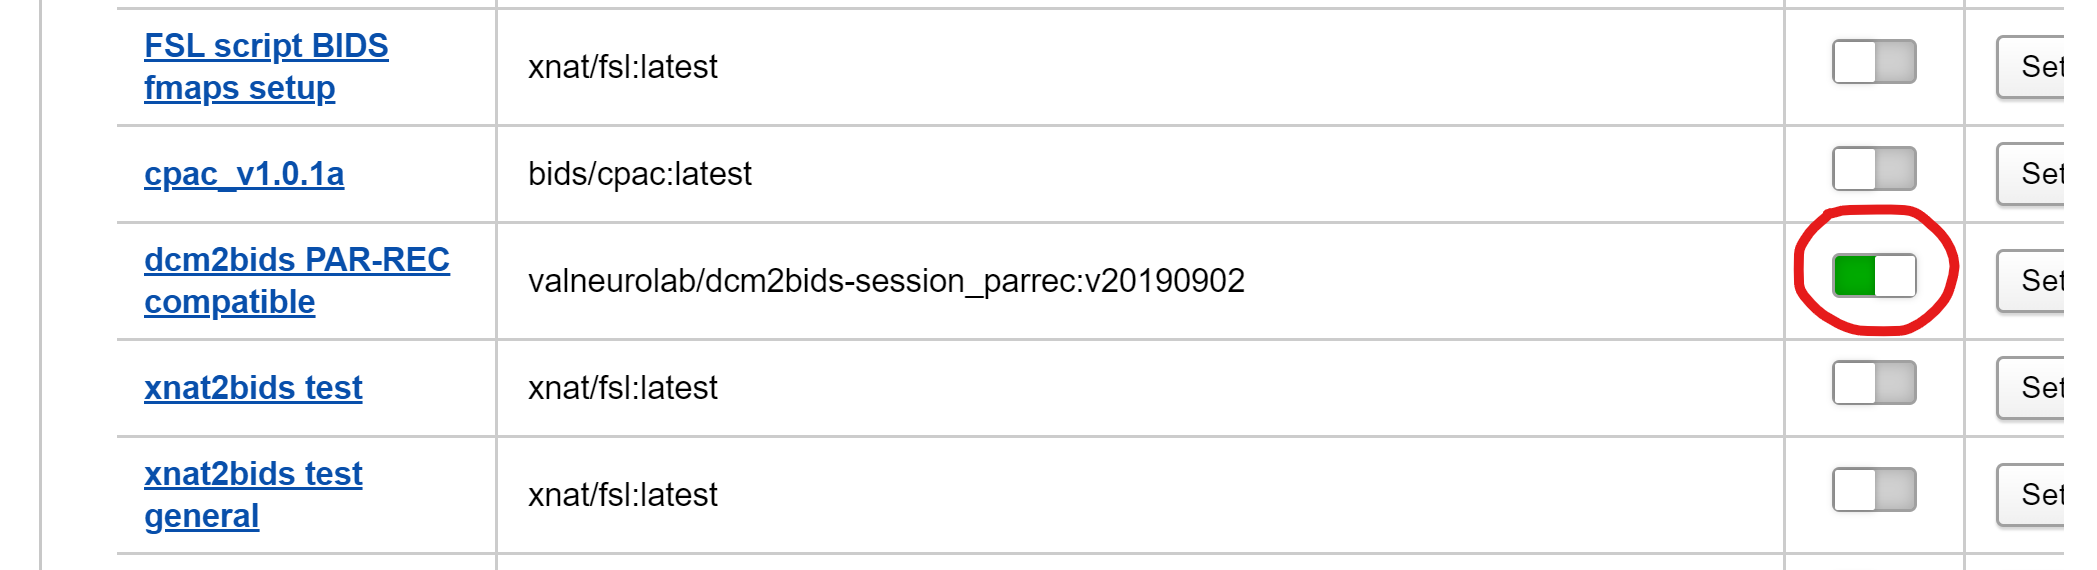 FSL script BIDS
fmaps setup
xnat/fsl:latest
Set
cpac_v1.0.1a
bids/cpac:latest
Set
dcm2bids PAR-REC
compatible
valneurolab/dcm2bids-session_parrec:v20190902
Set
xnat2bids test
xnat/fsl:latest
Set
xnat2bids test
general
xnat/fsl:latest
Set